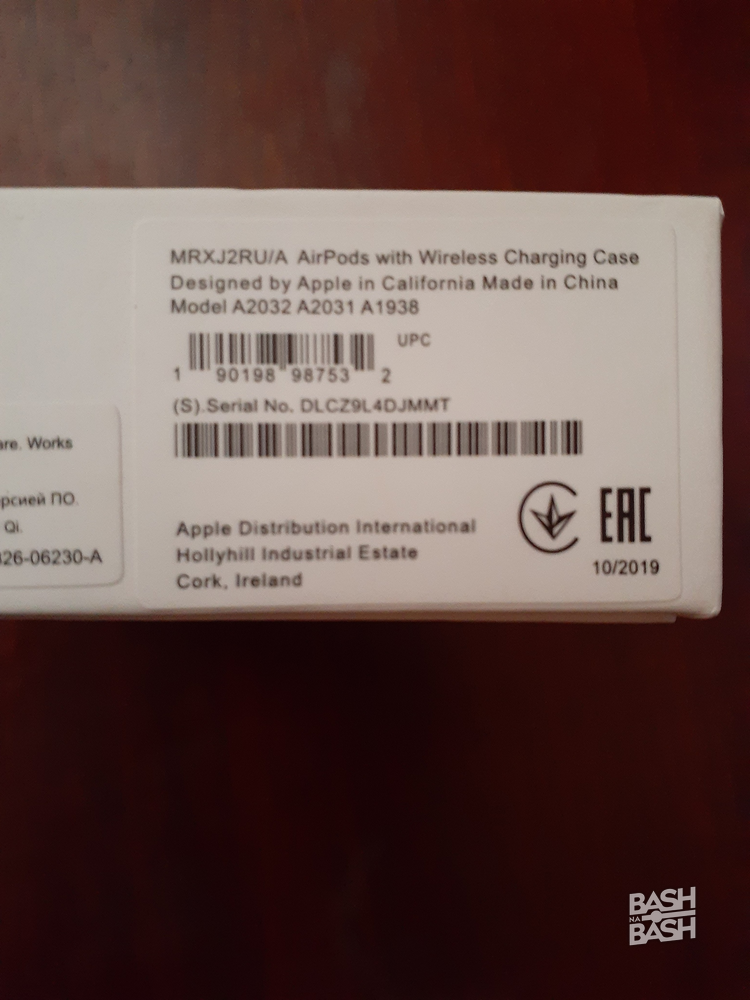 MRXJ2RU/A AirPods with Wireless Charging Case
Designed by Apple in California Made in China
Model A2032 A2031 A1938
UPC
1 90198 98753 2
(S) Serial No. DLCZ9L4DJMMT
are. Works
рсией ПО.
Qi.
326-06230-A
Apple Distribution International
Hollyhill Industrial Estate
Cork, Ireland
EAC
10/2019
BASH
NA
BASH